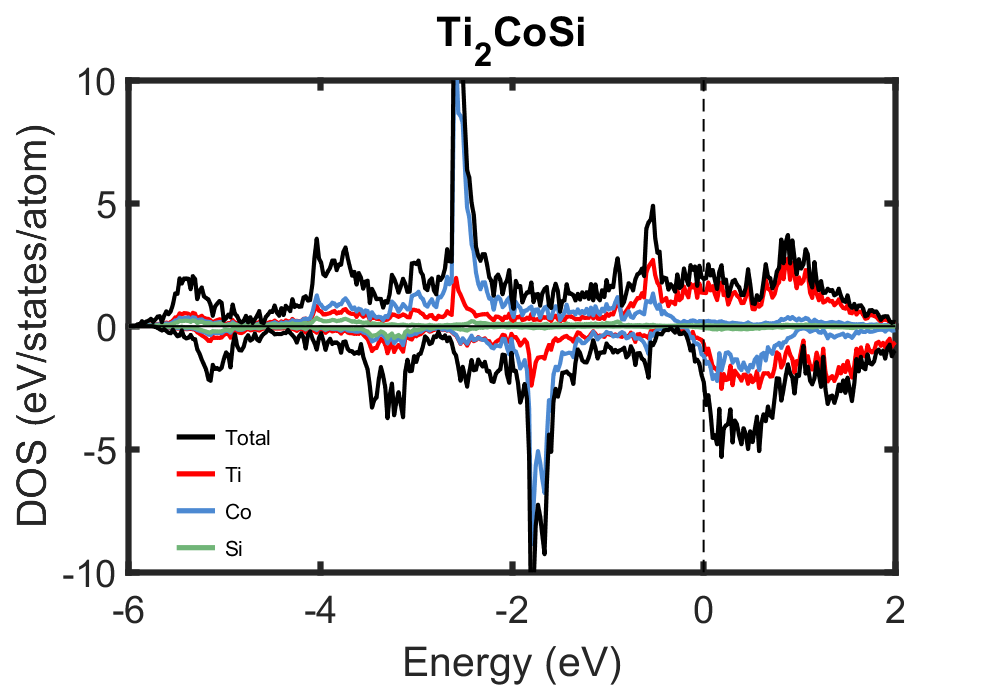 Ti₂CoSi
10
5
0
-5
-10
DOS (eV/states/atom)
Total
Ti
Co
Si
-6 -4 -2 0 2
Energy (eV)